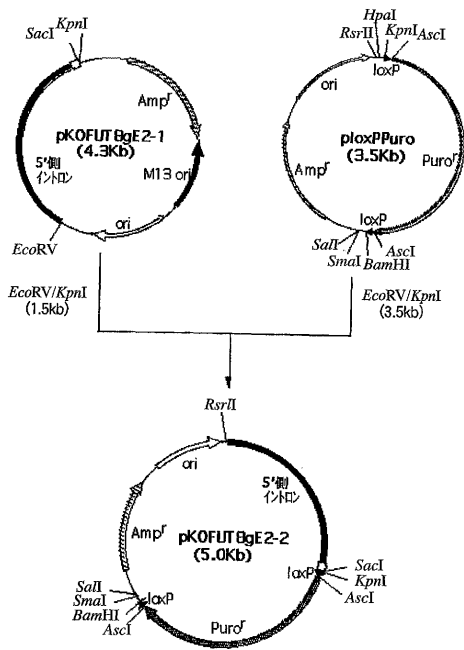 SacI
KpnI
Ampʳ
pKOFUT8gE2-1
(4.3Kb)
M13 ori
5'側
イントロン
ori
EcoRV
EcoRV/KpnI
(1.5kb)
HpaI
RsrII
KpnI
AscI
loxP
ori
ploxPPuro
(3.5Kb)
Puroʳ
Ampʳ
loxP
SalI
SmaI
BamHI
AscI
EcoRV/KpnI
(3.5kb)
RsrII
ori
5'側
イントロン
Ampʳ
pKOFUT8gE2-2
(5.0Kb)
loxP
SacI
KpnI
AscI
SalI
SmaI
BamHI
AscI
loxP
Puroʳ